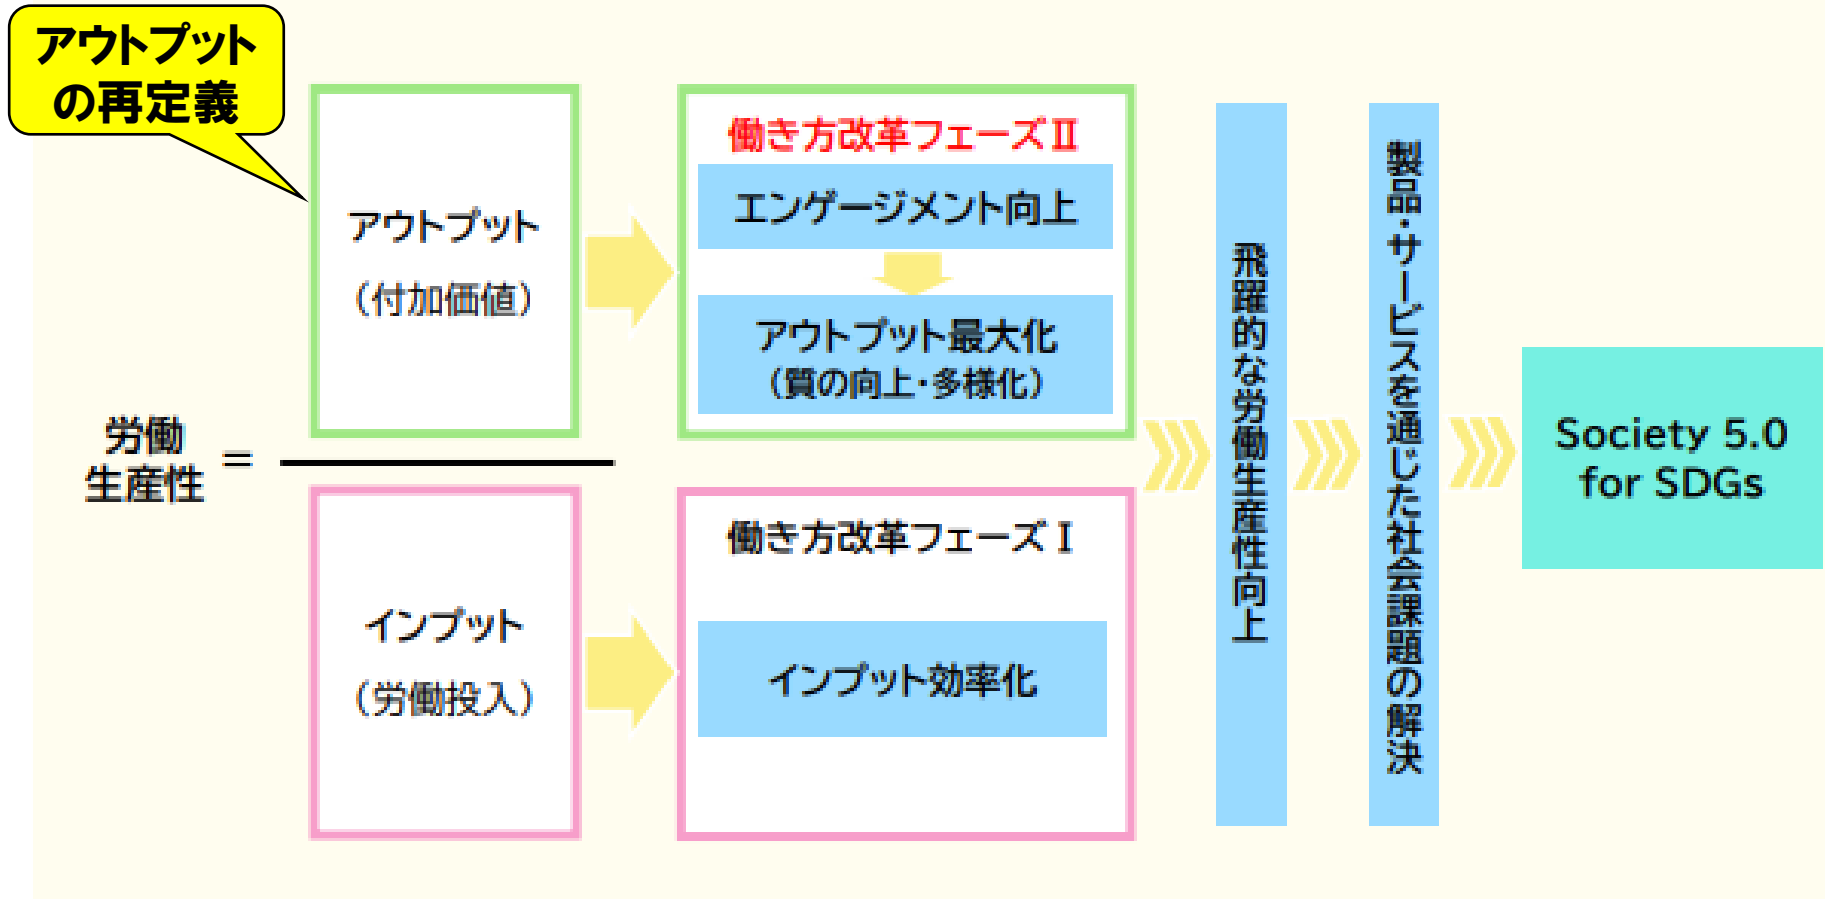 アウトプット
の再定義
労働
生産性
＝
アウトプット
（付加価値）
インプット
（労働投入）
働き方改革フェーズⅡ
エンゲージメント向上
アウトプット最大化
（質の向上・多様化）
働き方改革フェーズⅠ
インプット効率化
飛躍的な労働生産性向上
製品・サービスを通じた社会課題の解決
Society 5.0
for SDGs